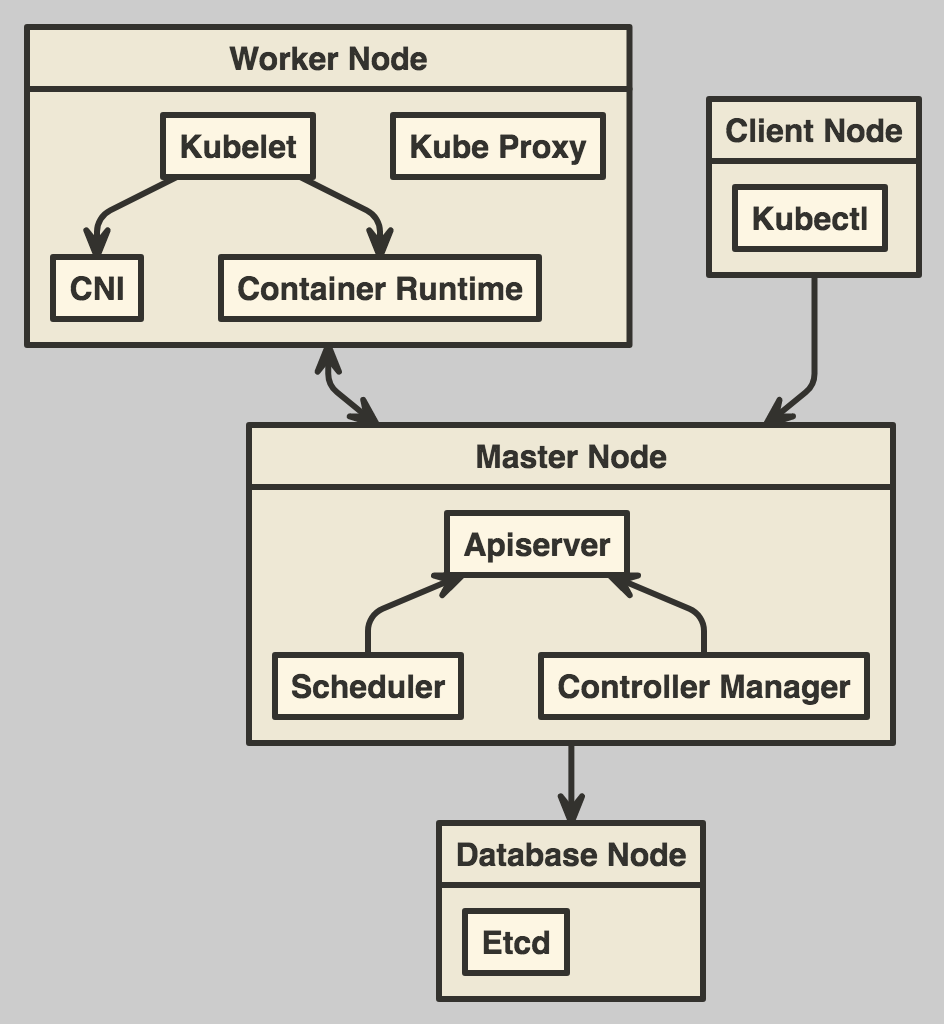 Worker Node
Kubelet
Kube Proxy
CNI
Container Runtime
Client Node
Kubectl
Master Node
Apiserver
Scheduler
Controller Manager
Database Node
Etcd